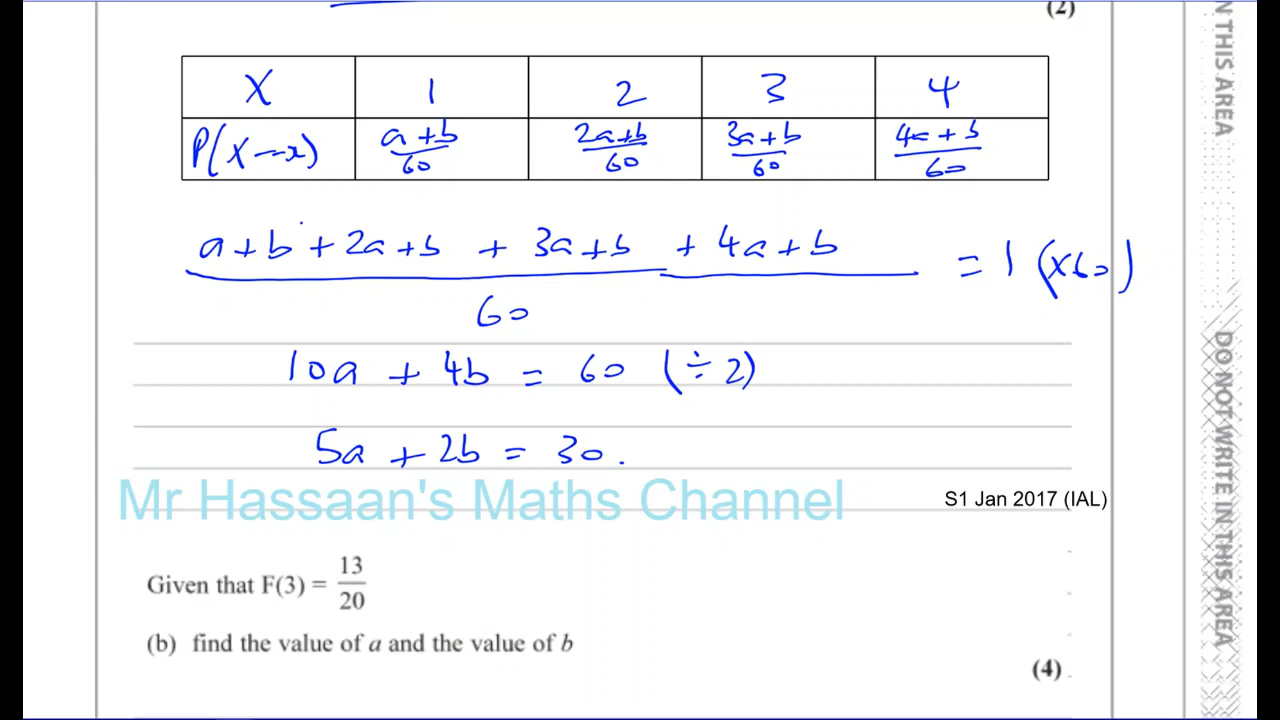 (2)
X 1 2 3 4
P(X=x) a+b/60 2a+b/60 3a+b/60 4a+b/60
a+b + 2a+b + 3a+b + 4a+b / 60 = 1 (x60)
10a + 4b = 60 (÷2)
5a + 2b = 30.
Mr Hassaan's Maths Channel
S1 Jan 2017 (IAL)
Given that F(3) = 13/20
(b) find the value of a and the value of b
(4)
N THIS AREA
DO NOT WRITE IN THIS AREA